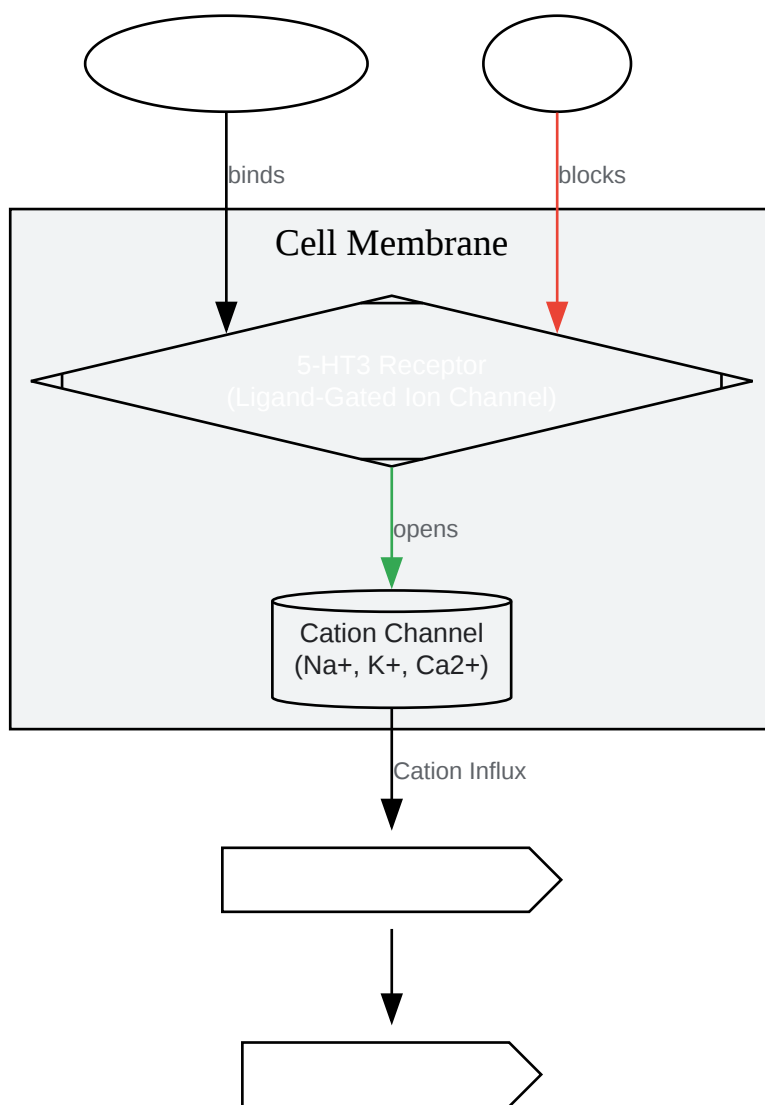 binds
blocks
Cell Membrane
5-HT3 Receptor
(Ligand-Gated Ion Channel)
opens
Cation Channel
(Na+, K+, Ca2+)
Cation Influx